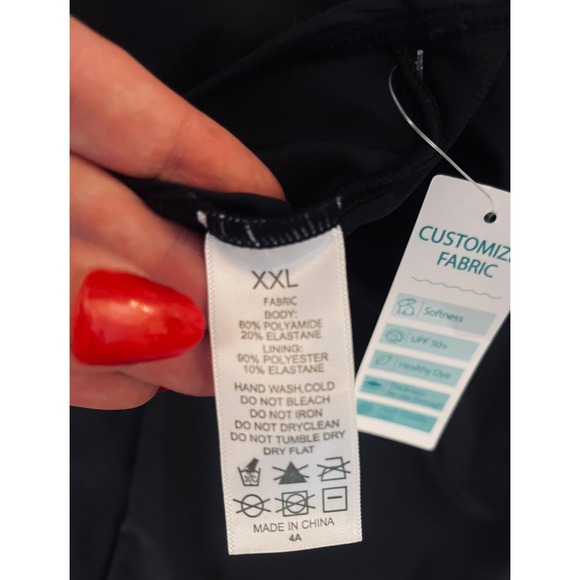 XXL
FABRIC
BODY:
80% POLYAMIDE
20% ELASTANE
LINING:
90% POLYESTER
10% ELASTANE
HAND WASH,COLD
DO NOT BLEACH
DO NOT IRON
DO NOT DRYCLEAN
DO NOT TUMBLE DRY
DRY FLAT
MADE IN CHINA
4A
CUSTOMIZE
FABRIC
Softness
UPF 50+
Healthy Dye